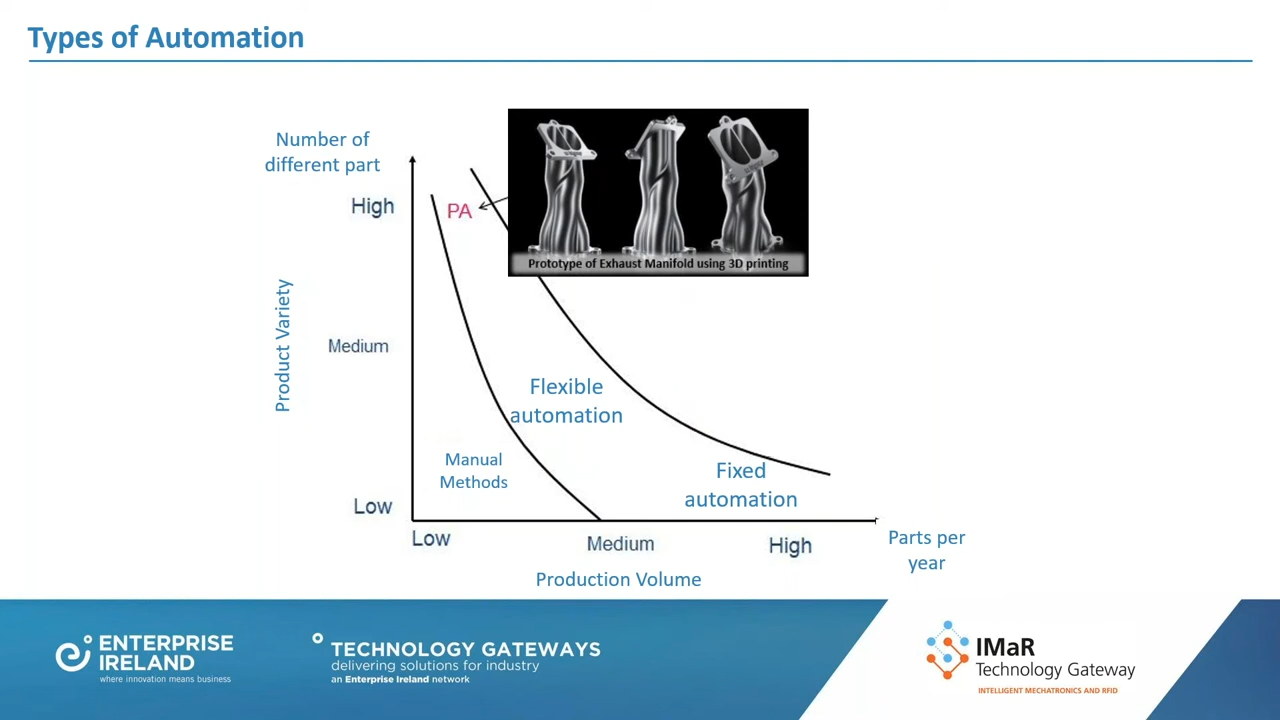 Types of Automation
Number of
different part
High
PA
Prototype of Exhaust Manifold using 3D printing
Product Variety
Medium
Flexible
automation
Manual
Methods
Fixed
automation
Low
Low
Medium
High
Parts per
year
Production Volume
ENTERPRISE
IRELAND
where innovation means business
TECHNOLOGY GATEWAYS
delivering solutions for industry
an Enterprise Ireland network
IMaR
Technology Gateway
INTELLIGENT MECHATRONICS AND RFID